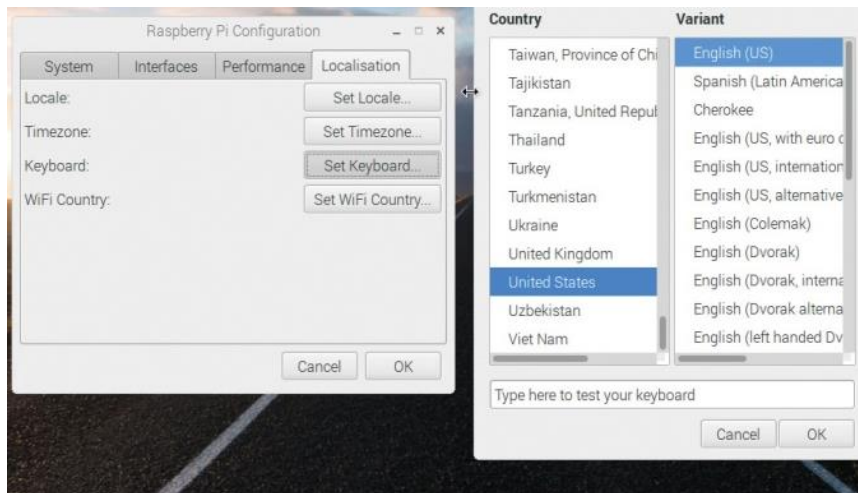 Raspberry Pi Configuration
System Interfaces Performance Localisation
Locale: Set Locale...
Timezone: Set Timezone...
Keyboard: Set Keyboard...
WiFi Country: Set WiFi Country...
Cancel OK
Country Variant
Taiwan, Province of Chi
Tajikistan
Tanzania, United Republ
Thailand
Turkey
Turkmenistan
Ukraine
United Kingdom
United States
Uzbekistan
Viet Nam
English (US)
Spanish (Latin America
Cherokee
English (US, with euro o
English (US, internation
English (US, alternative
English (Colemak)
English (Dvorak)
English (Dvorak, interna
English (Dvorak alterna
English (left handed Dv
Type here to test your keyboard
Cancel OK